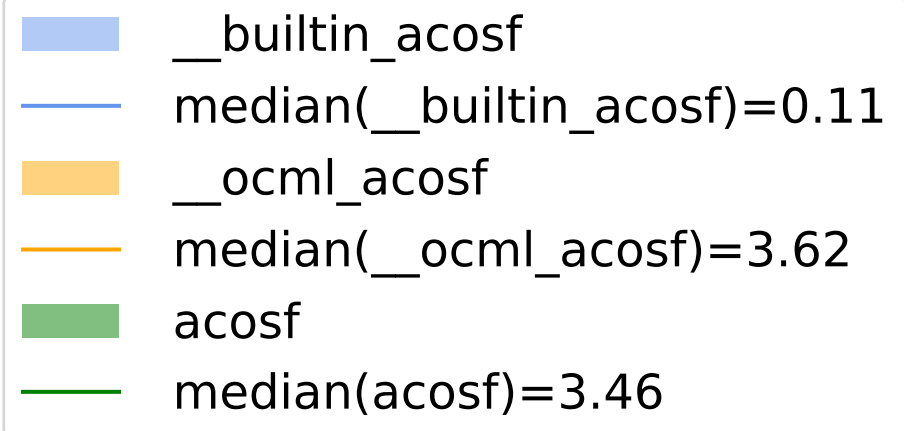 __builtin_acosf
median(__builtin_acosf)=0.11
__ocml_acosf
median(__ocml_acosf)=3.62
acosf
median(acosf)=3.46